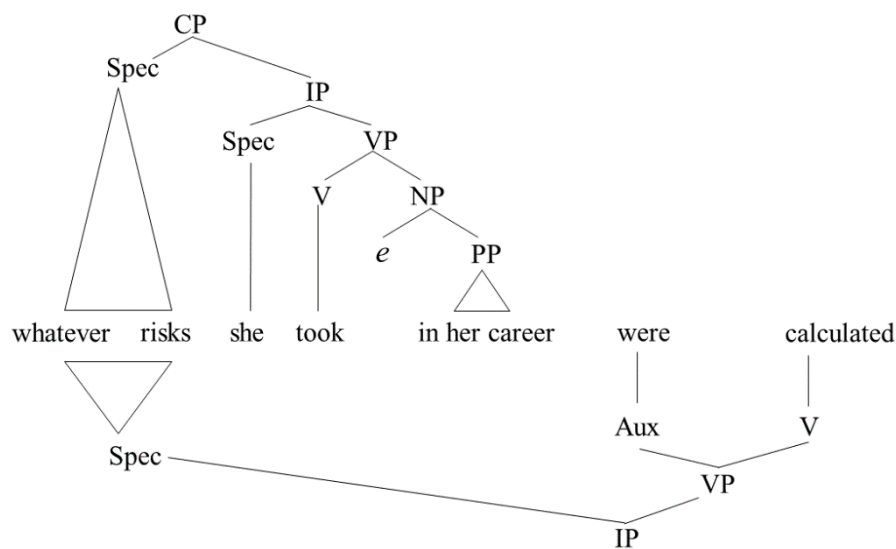 CP
Spec
IP
Spec VP
V NP
e PP
whatever risks she took in her career were calculated
Aux V
Spec
VP
IP